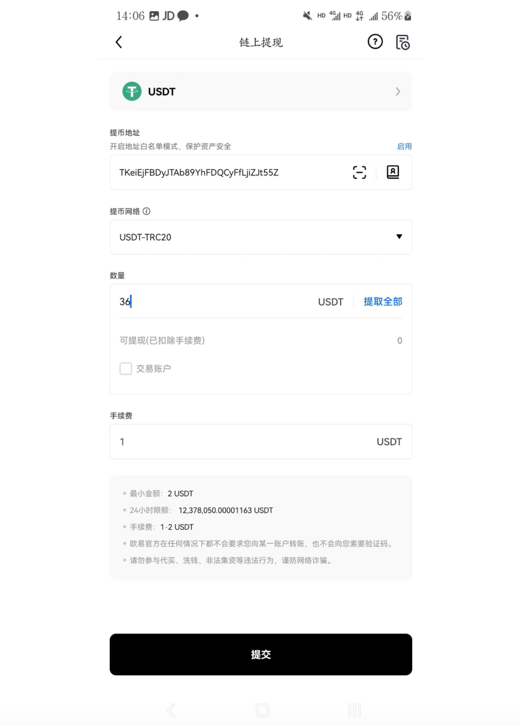 14:06 JD HD 4G HD 4G 56%
链上提现
USDT
提币地址
开启地址白名单模式，保护资产安全 启用
TKeiEjFBDyJTAb89YhFDQCyFfLjiZJt55Z
提币网络
USDT-TRC20
数量
36 USDT 提取全部
可提现(已扣除手续费) 0
交易账户
手续费
1 USDT
最小金额： 2 USDT
24小时限额： 12,378,050.00001163 USDT
手续费： 1-2 USDT
欧易官方在任何情况下都不会要求您向某一账户转账，也不会向您索要验证码。
请勿参与代买、洗钱、非法集资等违法行为，谨防网络诈骗。
提交